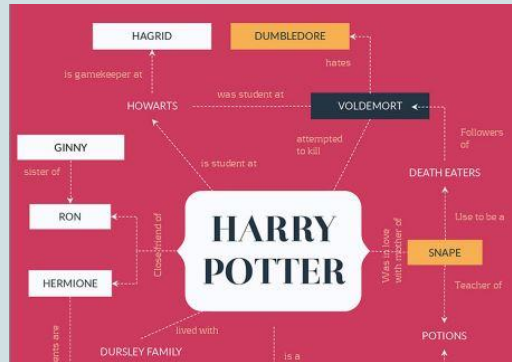 HAGRID
DUMBLEDORE
is gamekeeper at
hates
was student at
HOWARTS
VOLDEMORT
attempted
to kill
Followers
of
GINNY
sister of
is student at
DEATH EATERS
RON
Close friend of
HARRY
POTTER
Was in love
with mother of
Use to be a
SNAPE
HERMIONE
Teacher of
lived with
DURSLEY FAMILY
is a
POTIONS